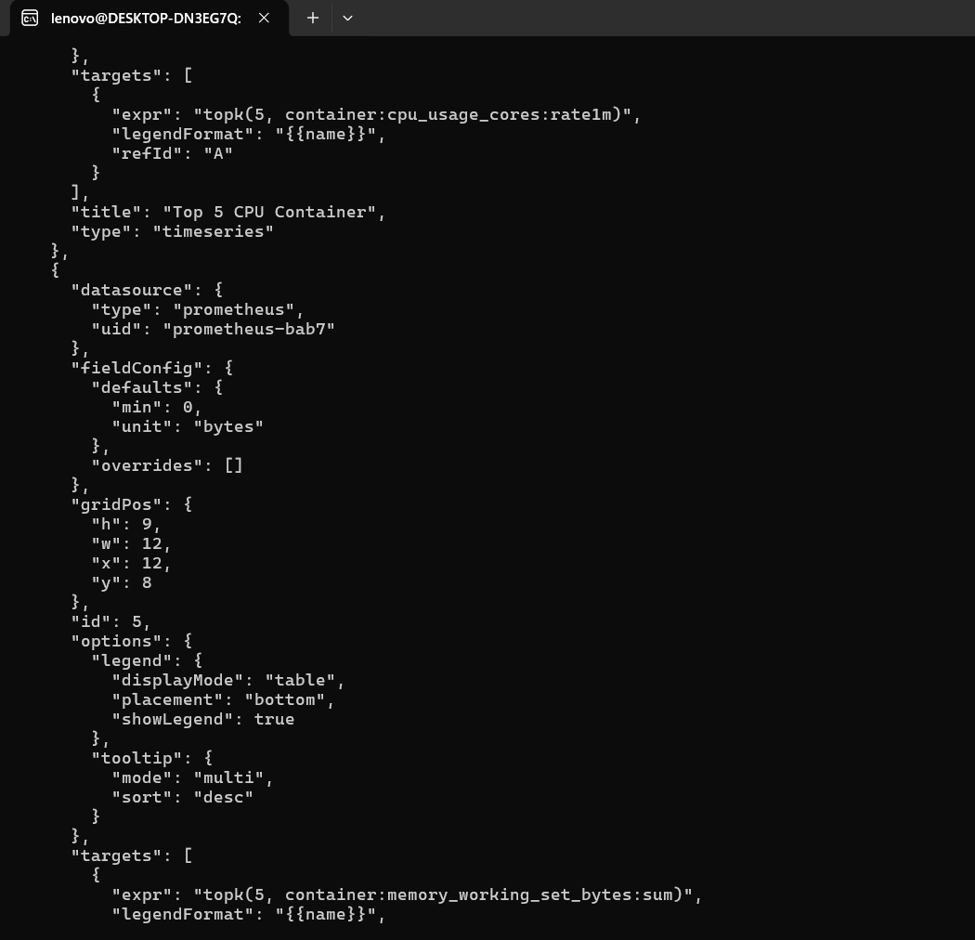 lenovo@DESKTOP-DN3EG7Q:
      },
      "targets": [
        {
          "expr": "topk(5, container:cpu_usage_cores:rate1m)",
          "legendFormat": "{{name}}",
          "refId": "A"
        }
      ],
      "title": "Top 5 CPU Container",
      "type": "timeseries"
    },
    {
      "datasource": {
        "type": "prometheus",
        "uid": "prometheus-bab7"
      },
      "fieldConfig": {
        "defaults": {
          "min": 0,
          "unit": "bytes"
        },
        "overrides": []
      },
      "gridPos": {
        "h": 9,
        "w": 12,
        "x": 12,
        "y": 8
      },
      "id": 5,
      "options": {
        "legend": {
          "displayMode": "table",
          "placement": "bottom",
          "showLegend": true
        },
        "tooltip": {
          "mode": "multi",
          "sort": "desc"
        }
      },
      "targets": [
        {
          "expr": "topk(5, container:memory_working_set_bytes:sum)",
          "legendFormat": "{{name}}",